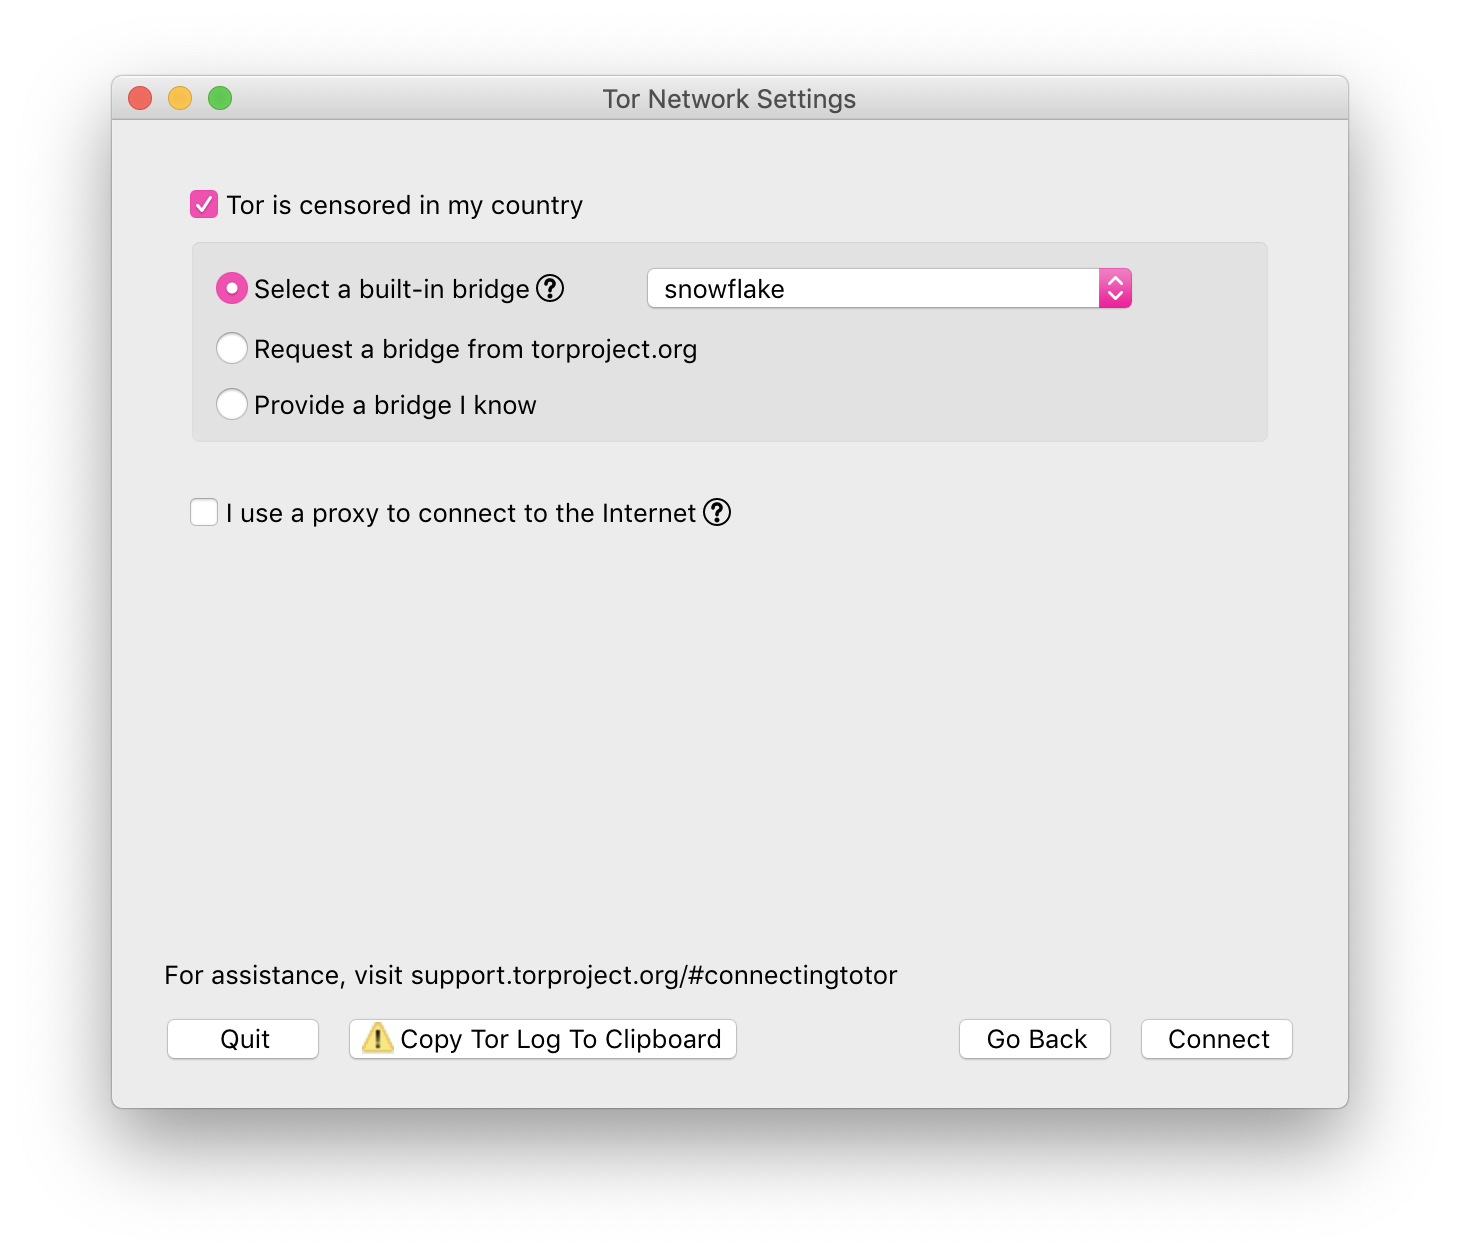 Tor Network Settings
Tor is censored in my country
Select a built-in bridge ? snowflake
Request a bridge from torproject.org
Provide a bridge I know
I use a proxy to connect to the Internet ?
For assistance, visit support.torproject.org/#connectingtotor
Quit Copy Tor Log To Clipboard Go Back Connect